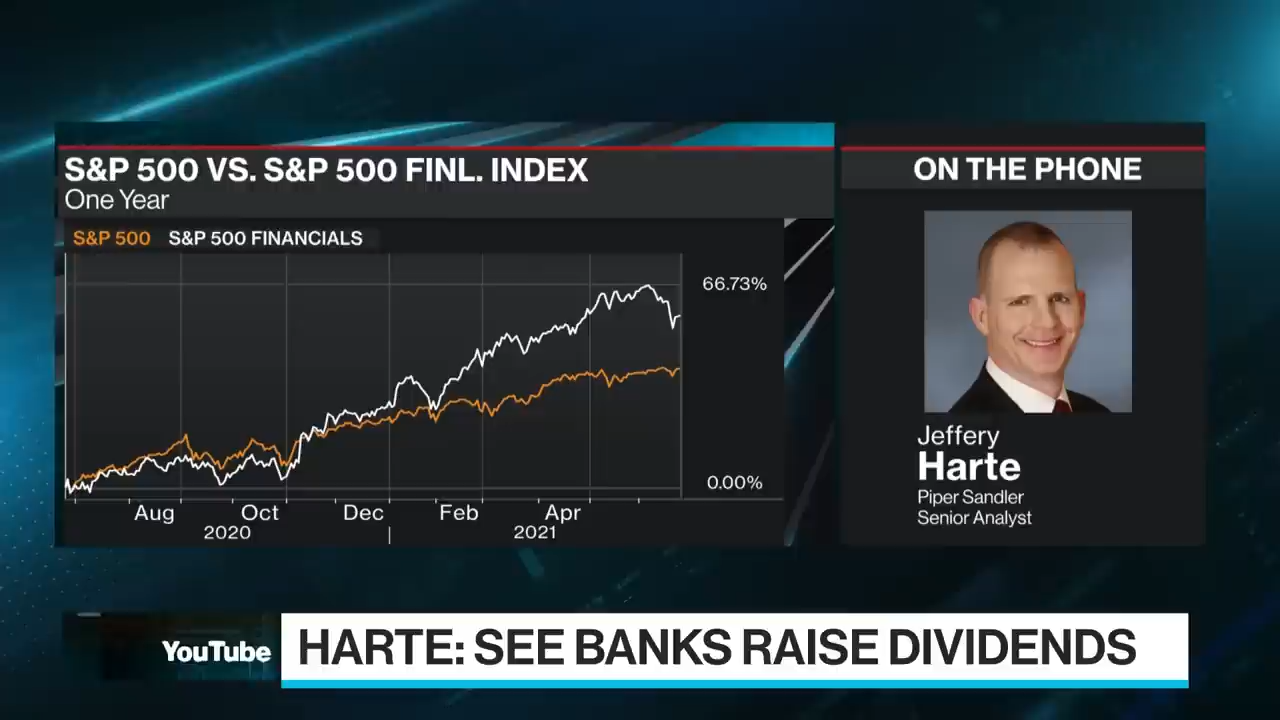 S&P 500 VS. S&P 500 FINL. INDEX
One Year
S&P 500 S&P 500 FINANCIALS
66.73%
0.00%
Aug Oct Dec Feb Apr
2020 2021
ON THE PHONE
Jeffery
Harte
Piper Sandler
Senior Analyst
YouTube
HARTE: SEE BANKS RAISE DIVIDENDS